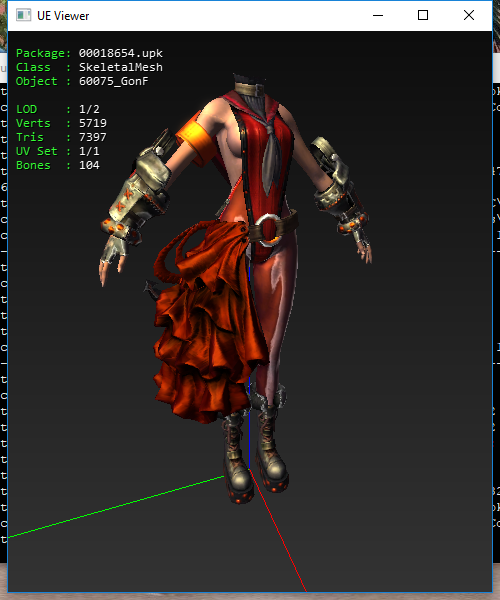 UE Viewer
Package: 00018654.upk
Class  : SkeletalMesh
Object : 60075_GonF
LOD    : 1/2
Verts  : 5719
Tris   : 7397
UV Set : 1/1
Bones  : 104